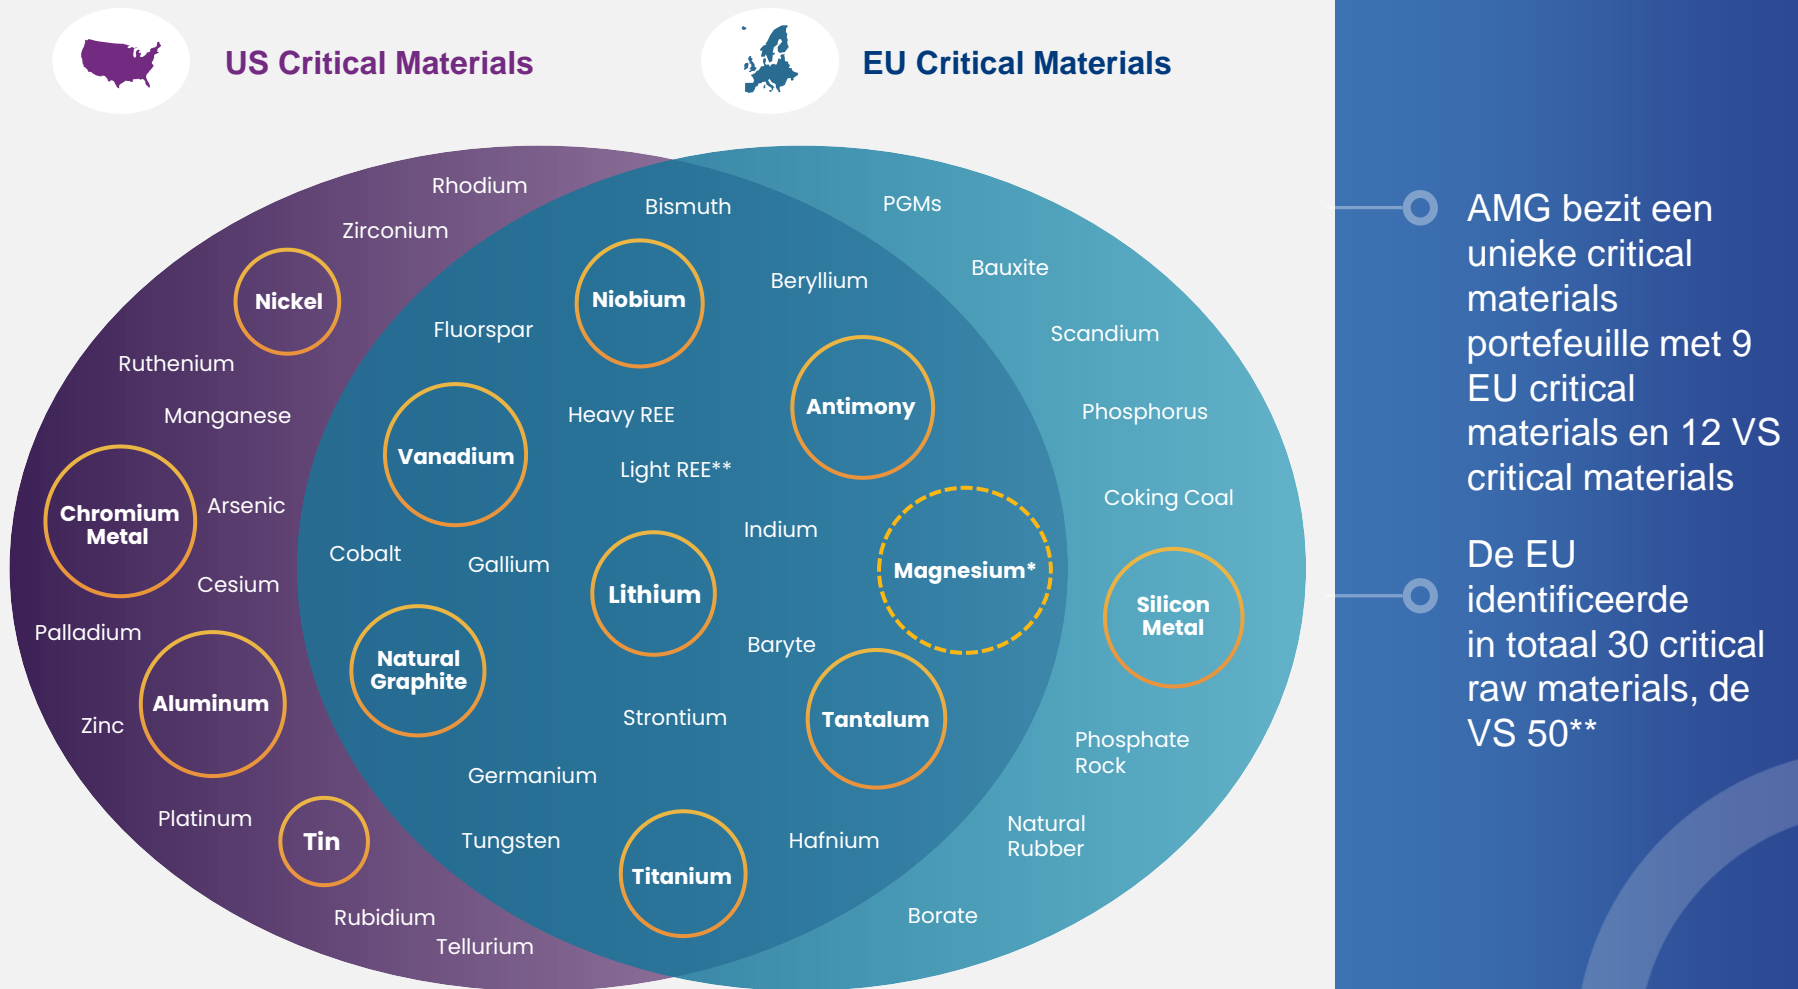 US Critical Materials
EU Critical Materials
Rhodium
Zirconium
Nickel
Ruthenium
Manganese
Chromium
Metal
Arsenic
Cesium
Palladium
Aluminum
Zinc
Platinum
Tin
Rubidium
Tellurium
Bismuth
Niobium
Beryllium
Fluorspar
Antimony
Heavy REE
Vanadium
Light REE**
Indium
Cobalt
Gallium
Magnesium*
Lithium
Natural
Graphite
Baryte
Strontium
Tantalum
Germanium
Tungsten
Hafnium
Titanium
PGMs
Bauxite
Scandium
Phosphorus
Coking Coal
Silicon
Metal
Phosphate
Rock
Natural
Rubber
Borate
AMG bezit een
unieke critical
materials
portefeuille met 9
EU critical
materials en 12 VS
critical materials
De EU
identificeerde
in totaal 30 critical
raw materials, de
VS 50**